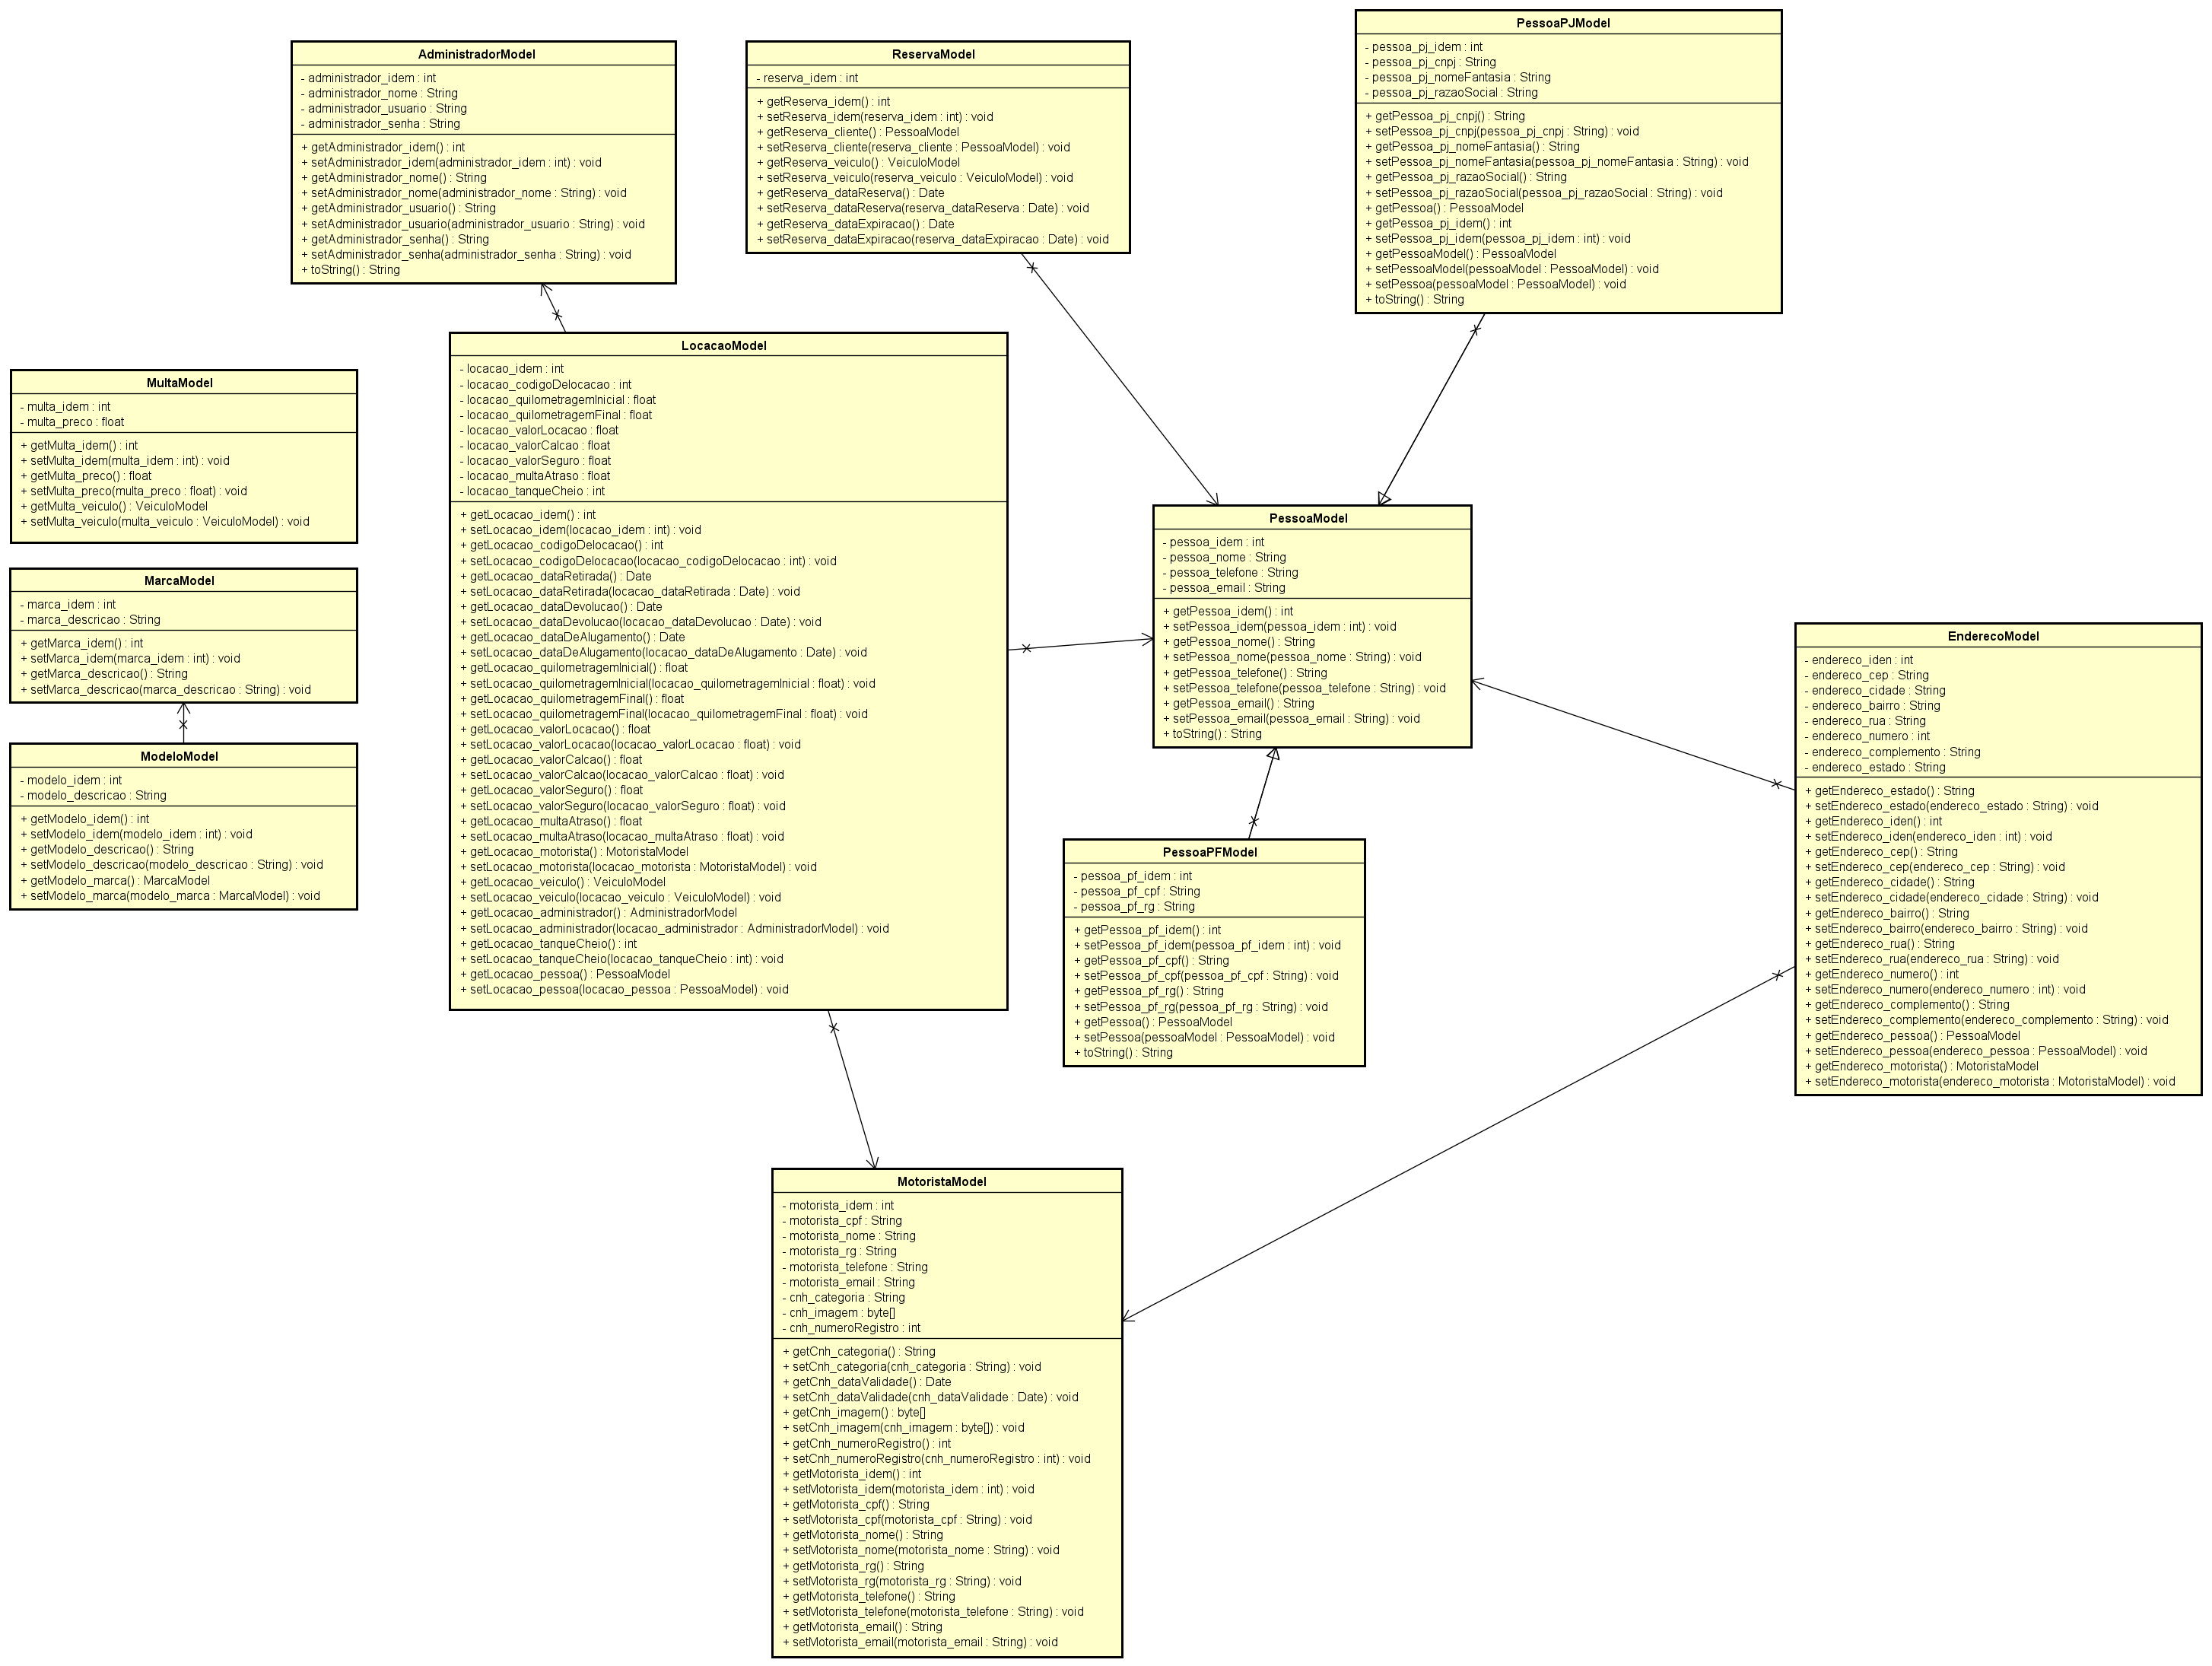 AdministradorModel
- administrador_idem : int
- administrador_nome : String
- administrador_usuario : String
- administrador_senha : String
+ getAdministrador_idem() : int
+ setAdministrador_idem(administrador_idem : int) : void
+ getAdministrador_nome() : String
+ setAdministrador_nome(administrador_nome : String) : void
+ getAdministrador_usuario() : String
+ setAdministrador_usuario(administrador_usuario : String) : void
+ getAdministrador_senha() : String
+ setAdministrador_senha(administrador_senha : String) : void
+ toString() : String
ReservaModel
- reserva_idem : int
+ getReserva_idem() : int
+ setReserva_idem(reserva_idem : int) : void
+ getReserva_cliente() : PessoaModel
+ setReserva_cliente(reserva_cliente : PessoaModel) : void
+ getReserva_veiculo() : VeiculoModel
+ setReserva_veiculo(reserva_veiculo : VeiculoModel) : void
+ getReserva_dataReserva() : Date
+ setReserva_dataReserva(reserva_dataReserva : Date) : void
+ getReserva_dataExpiracao() : Date
+ setReserva_dataExpiracao(reserva_dataExpiracao : Date) : void
PessoaPJModel
- pessoa_pj_idem : int
- pessoa_pj_cnpj : String
- pessoa_pj_nomeFantasia : String
- pessoa_pj_razaoSocial : String
+ getPessoa_pj_cnpj() : String
+ setPessoa_pj_cnpj(pessoa_pj_cnpj : String) : void
+ getPessoa_pj_nomeFantasia() : String
+ setPessoa_pj_nomeFantasia(pessoa_pj_nomeFantasia : String) : void
+ getPessoa_pj_razaoSocial() : String
+ setPessoa_pj_razaoSocial(pessoa_pj_razaoSocial : String) : void
+ getPessoa() : PessoaModel
+ getPessoa_pj_idem() : int
+ setPessoa_pj_idem(pessoa_pj_idem : int) : void
+ getPessoaModel() : PessoaModel
+ setPessoaModel(pessoaModel : PessoaModel) : void
+ setPessoa(pessoaModel : PessoaModel) : void
+ toString() : String
MultaModel
- multa_idem : int
- multa_preco : float
+ getMulta_idem() : int
+ setMulta_idem(multa_idem : int) : void
+ getMulta_preco() : float
+ setMulta_preco(multa_preco : float) : void
+ getMulta_veiculo() : VeiculoModel
+ setMulta_veiculo(multa_veiculo : VeiculoModel) : void
MarcaModel
- marca_idem : int
- marca_descricao : String
+ getMarca_idem() : int
+ setMarca_idem(marca_idem : int) : void
+ getMarca_descricao() : String
+ setMarca_descricao(marca_descricao : String) : void
ModeloModel
- modelo_idem : int
- modelo_descricao : String
+ getModelo_idem() : int
+ setModelo_idem(modelo_idem : int) : void
+ getModelo_descricao() : String
+ setModelo_descricao(modelo_descricao : String) : void
+ getModelo_marca() : MarcaModel
+ setModelo_marca(modelo_marca : MarcaModel) : void
LocacaoModel
- locacao_idem : int
- locacao_codigoDelocacao : int
- locacao_quilometragemInicial : float
- locacao_quilometragemFinal : float
- locacao_valorLocacao : float
- locacao_valorCalcao : float
- locacao_valorSeguro : float
- locacao_multaAtraso : float
- locacao_tanqueCheio : int
+ getLocacao_idem() : int
+ setLocacao_idem(locacao_idem : int) : void
+ getLocacao_codigoDelocacao() : int
+ setLocacao_codigoDelocacao(locacao_codigoDelocacao : int) : void
+ getLocacao_dataRetirada() : Date
+ setLocacao_dataRetirada(locacao_dataRetirada : Date) : void
+ getLocacao_dataDevolucao() : Date
+ setLocacao_dataDevolucao(locacao_dataDevolucao : Date) : void
+ getLocacao_dataDeAlugamento() : Date
+ setLocacao_dataDeAlugamento(locacao_dataDeAlugamento : Date) : void
+ getLocacao_quilometragemInicial() : float
+ setLocacao_quilometragemInicial(locacao_quilometragemInicial : float) : void
+ getLocacao_quilometragemFinal() : float
+ setLocacao_quilometragemFinal(locacao_quilometragemFinal : float) : void
+ getLocacao_valorLocacao() : float
+ setLocacao_valorLocacao(locacao_valorLocacao : float) : void
+ getLocacao_valorCalcao() : float
+ setLocacao_valorCalcao(locacao_valorCalcao : float) : void
+ getLocacao_valorSeguro() : float
+ setLocacao_valorSeguro(locacao_valorSeguro : float) : void
+ getLocacao_multaAtraso() : float
+ setLocacao_multaAtraso(locacao_multaAtraso : float) : void
+ getLocacao_motorista() : MotoristaModel
+ setLocacao_motorista(locacao_motorista : MotoristaModel) : void
+ getLocacao_veiculo() : VeiculoModel
+ setLocacao_veiculo(locacao_veiculo : VeiculoModel) : void
+ getLocacao_administrador() : AdministradorModel
+ setLocacao_administrador(locacao_administrador : AdministradorModel) : void
+ getLocacao_tanqueCheio() : int
+ setLocacao_tanqueCheio(locacao_tanqueCheio : int) : void
+ getLocacao_pessoa() : PessoaModel
+ setLocacao_pessoa(locacao_pessoa : PessoaModel) : void
PessoaModel
- pessoa_idem : int
- pessoa_nome : String
- pessoa_telefone : String
- pessoa_email : String
+ getPessoa_idem() : int
+ setPessoa_idem(pessoa_idem : int) : void
+ getPessoa_nome() : String
+ setPessoa_nome(pessoa_nome : String) : void
+ getPessoa_telefone() : String
+ setPessoa_telefone(pessoa_telefone : String) : void
+ getPessoa_email() : String
+ setPessoa_email(pessoa_email : String) : void
+ toString() : String
PessoaPFModel
- pessoa_pf_idem : int
- pessoa_pf_cpf : String
- pessoa_pf_rg : String
+ getPessoa_pf_idem() : int
+ setPessoa_pf_idem(pessoa_pf_idem : int) : void
+ getPessoa_pf_cpf() : String
+ setPessoa_pf_cpf(pessoa_pf_cpf : String) : void
+ getPessoa_pf_rg() : String
+ setPessoa_pf_rg(pessoa_pf_rg : String) : void
+ getPessoa() : PessoaModel
+ setPessoa(pessoaModel : PessoaModel) : void
+ toString() : String
EnderecoModel
- endereco_iden : int
- endereco_cep : String
- endereco_cidade : String
- endereco_bairro : String
- endereco_rua : String
- endereco_numero : int
- endereco_complemento : String
- endereco_estado : String
+ getEndereco_estado() : String
+ setEndereco_estado(endereco_estado : String) : void
+ getEndereco_iden() : int
+ setEndereco_iden(endereco_iden : int) : void
+ getEndereco_cep() : String
+ setEndereco_cep(endereco_cep : String) : void
+ getEndereco_cidade() : String
+ setEndereco_cidade(endereco_cidade : String) : void
+ getEndereco_bairro() : String
+ setEndereco_bairro(endereco_bairro : String) : void
+ getEndereco_rua() : String
+ setEndereco_rua(endereco_rua : String) : void
+ getEndereco_numero() : int
+ setEndereco_numero(endereco_numero : int) : void
+ getEndereco_complemento() : String
+ setEndereco_complemento(endereco_complemento : String) : void
+ getEndereco_pessoa() : PessoaModel
+ setEndereco_pessoa(endereco_pessoa : PessoaModel) : void
+ getEndereco_motorista() : MotoristaModel
+ setEndereco_motorista(endereco_motorista : MotoristaModel) : void
MotoristaModel
- motorista_idem : int
- motorista_cpf : String
- motorista_nome : String
- motorista_rg : String
- motorista_telefone : String
- motorista_email : String
- cnh_categoria : String
- cnh_imagem : byte[]
- cnh_numeroRegistro : int
+ getCnh_categoria() : String
+ setCnh_categoria(cnh_categoria : String) : void
+ getCnh_dataValidade() : Date
+ setCnh_dataValidade(cnh_dataValidade : Date) : void
+ getCnh_imagem() : byte[]
+ setCnh_imagem(cnh_imagem : byte[]) : void
+ getCnh_numeroRegistro() : int
+ setCnh_numeroRegistro(cnh_numeroRegistro : int) : void
+ getMotorista_idem() : int
+ setMotorista_idem(motorista_idem : int) : void
+ getMotorista_cpf() : String
+ setMotorista_cpf(motorista_cpf : String) : void
+ getMotorista_nome() : String
+ setMotorista_nome(motorista_nome : String) : void
+ getMotorista_rg() : String
+ setMotorista_rg(motorista_rg : String) : void
+ getMotorista_telefone() : String
+ setMotorista_telefone(motorista_telefone : String) : void
+ getMotorista_email() : String
+ setMotorista_email(motorista_email : String) : void